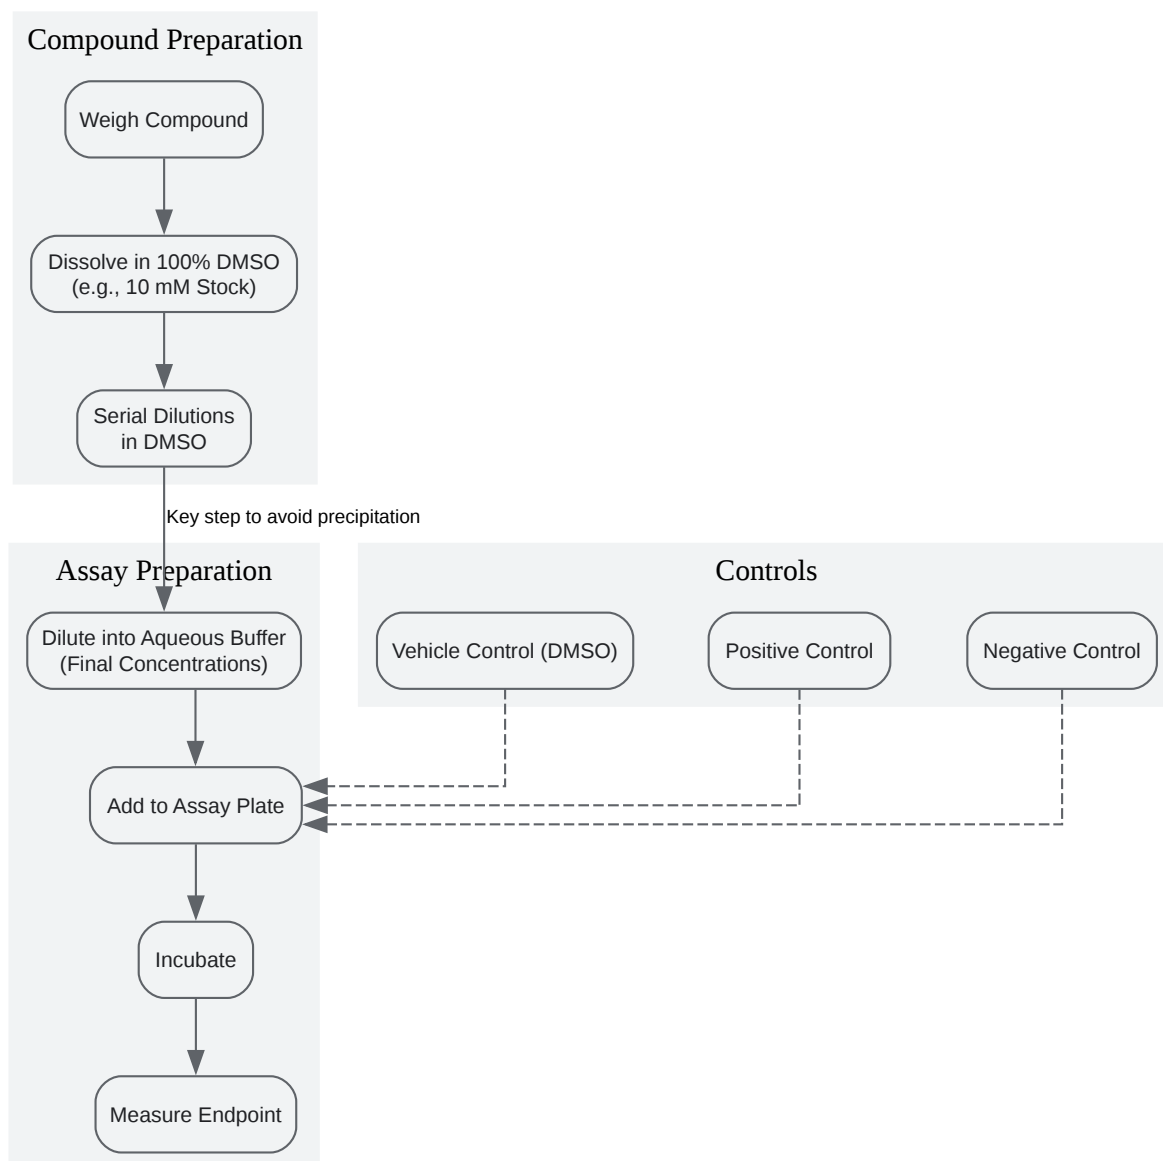 Compound Preparation
Weigh Compound
Dissolve in 100% DMSO
(e.g., 10 mM Stock)
Serial Dilutions
in DMSO
Key step to avoid precipitation
Assay Preparation
Controls
Dilute into Aqueous Buffer
(Final Concentrations)
Vehicle Control (DMSO)
Positive Control
Negative Control
Add to Assay Plate
Incubate
Measure Endpoint